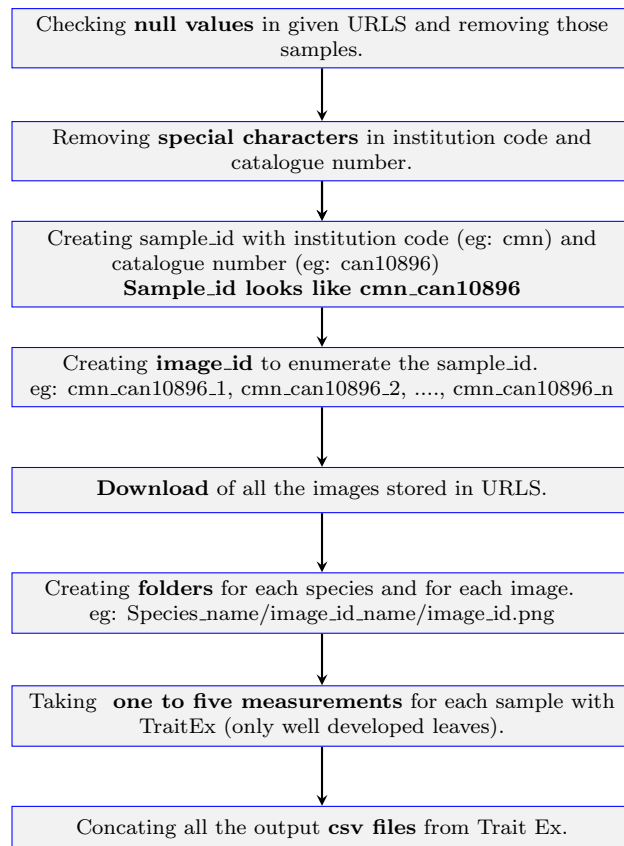 Checking null values in given URLS and removing those
samples.
Removing special characters in institution code and
catalogue number.
Creating sample_id with institution code (eg: cmn) and
catalogue number (eg: can10896)
Sample_id looks like cmn_can10896
Creating image_id to enumerate the sample_id.
eg: cmn_can10896_1, cmn_can10896_2, ...., cmn_can10896_n
Download of all the images stored in URLS.
Creating folders for each species and for each image.
eg: Species_name/image_id_name/image_id.png
Taking one to five measurements for each sample with
TraitEx (only well developed leaves).
Concating all the output csv files from Trait Ex.